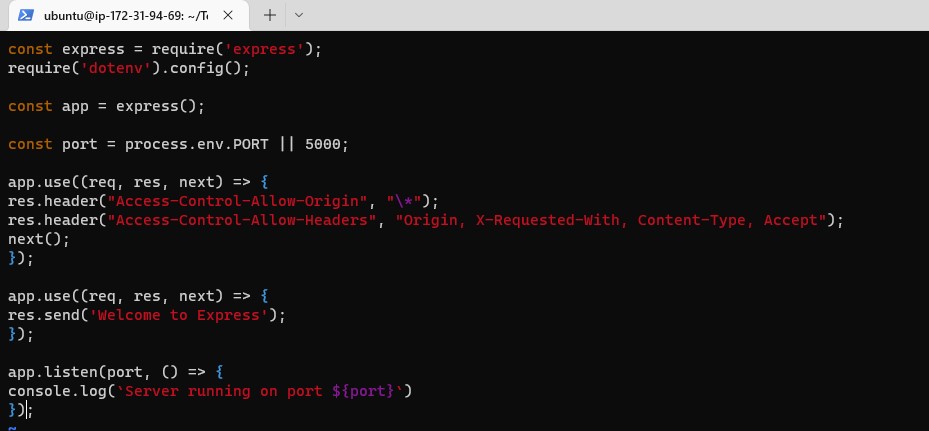 ubuntu@ip-172-31-94-69: ~/T
const express = require('express');
require('dotenv').config();
const app = express();
const port = process.env.PORT || 5000;
app.use((req, res, next) => {
res.header("Access-Control-Allow-Origin", "\*");
res.header("Access-Control-Allow-Headers", "Origin, X-Requested-With, Content-Type, Accept");
next();
});
app.use((req, res, next) => {
res.send('Welcome to Express');
});
app.listen(port, () => {
console.log(`Server running on port ${port}`)
});
~